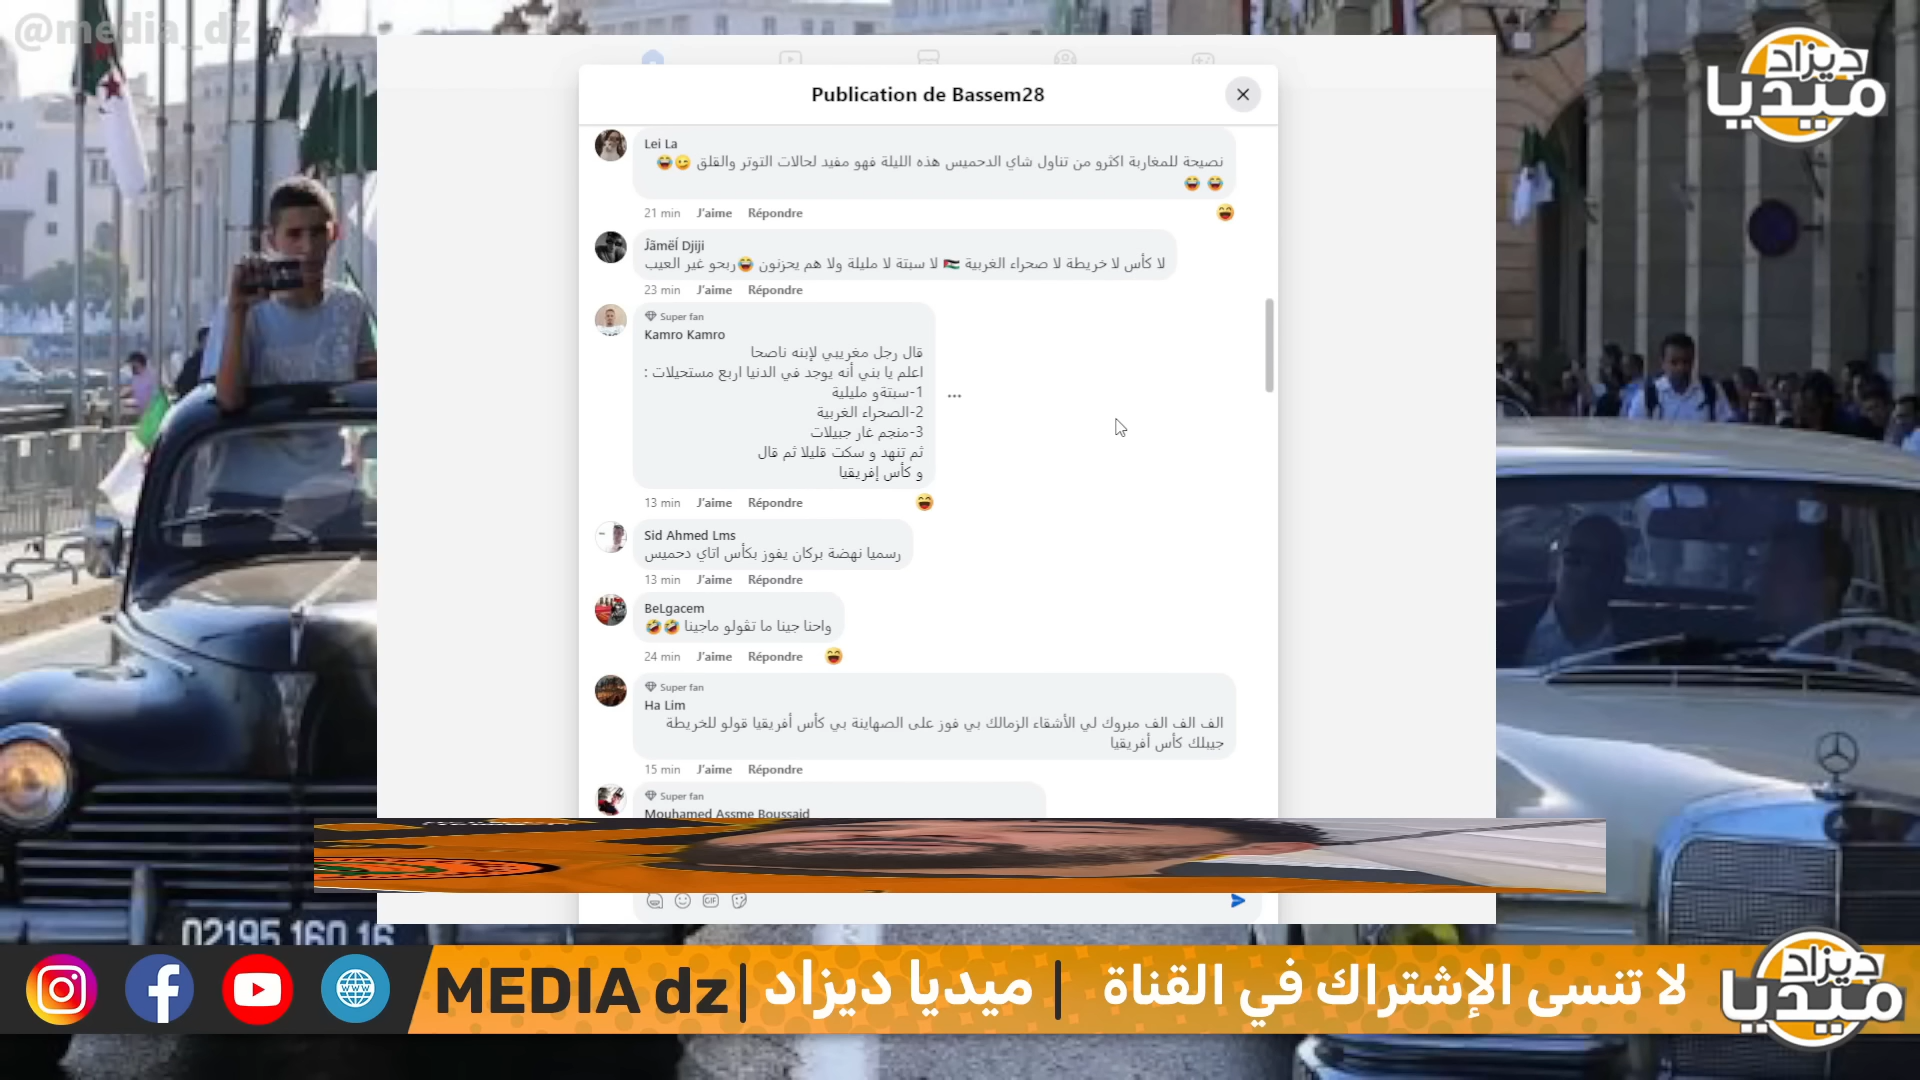 @media_dz
ديزاد
ميديا
Publication de Bassem28
Lei La
نصيحة للمغاربة اكثرو من تناول شاي الدحميس هذه الليلة فهو مفيد لحالات التوتر والقلق 😉😂
😂 😂
21 min J'aime Répondre
Jãmëĺ Djiji
لا كأس لا خريطة لا صحراء الغربية 🇪🇭 لا سبتة لا مليلة ولا هم يحزنون 😂ربحو غير العيب
23 min J'aime Répondre
Super fan
Kamro Kamro
قال رجل مغريبي لإبنه ناصحا
اعلم يا بني أنه يوجد في الدنيا اربع مستحيلات :
1-سبتةو مليلية
2-الصحراء الغربية
3-منجم غار جبيلات
ثم تنهد و سكت قليلا ثم قال
و كأس إفريقيا
13 min J'aime Répondre
Sid Ahmed Lms
رسميا نهضة بركان يفوز بكأس اتاي دحميس
13 min J'aime Répondre
BeLgacem
واحنا جينا ما تڨولو ماجينا 🤣🤣
24 min J'aime Répondre
Super fan
Ha Lim
الف الف الف مبروك لي الأشقاء الزمالك بي فوز على الصهاينة بي كأس أفريقيا قولو للخريطة
جيبلك كأس أفريقيا
15 min J'aime Répondre
Super fan
Mouhamed Assme Boussaid
GIF
02195 160 16
WWW
MEDIA dz | ميديا ديزاد | لا تنسى الإشتراك في القناة
ديزاد
ميديا